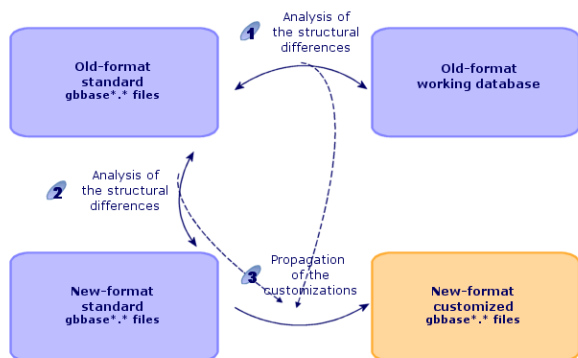 1
Analysis of
the structural
differences
Old-format
standard
gbbase*.* files
Old-format
working database
2
Analysis of
the structural
differences
3
Propagation
of the
customizations
New-format
standard
gbbase*.* files
New-format
customized
gbbase*.* files